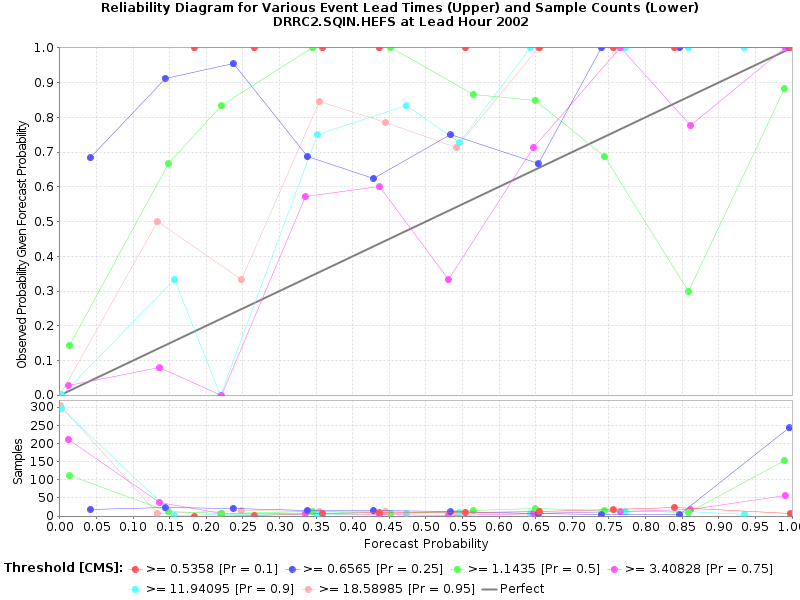 Reliability Diagram for Various Event Lead Times (Upper) and Sample Counts (Lower)
DRRC2.SQIN.HEFS at Lead Hour 2002
Observed Probability Given Forecast Probability
1.0
0.9
0.8
0.7
0.6
0.5
0.4
0.3
0.2
0.1
0.0
Samples
300
250
200
150
100
50
0
0.00 0.05 0.10 0.15 0.20 0.25 0.30 0.35 0.40 0.45 0.50 0.55 0.60 0.65 0.70 0.75 0.80 0.85 0.90 0.95 1.0
Forecast Probability
Threshold [CMS]: >= 0.5358 [Pr = 0.1] >= 0.6565 [Pr = 0.25] >= 1.1435 [Pr = 0.5] >= 3.40828 [Pr = 0.75]
>= 11.94095 [Pr = 0.9] >= 18.58985 [Pr = 0.95] Perfect